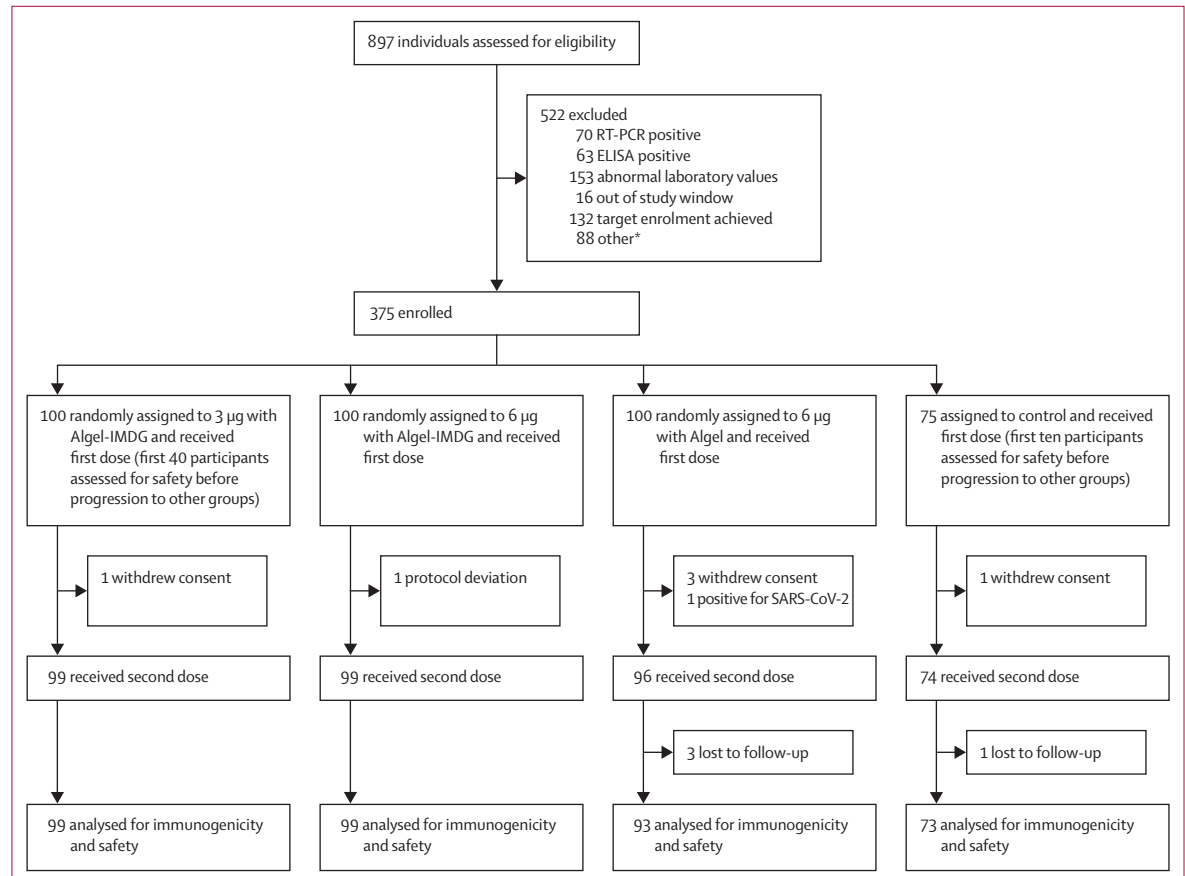 897 individuals assessed for eligibility
522 excluded
70 RT-PCR positive
63 ELISA positive
153 abnormal laboratory values
16 out of study window
132 target enrolment achieved
88 other*
375 enrolled
100 randomly assigned to 3 µg with
Algel-IMDG and received
first dose (first 40 participants
assessed for safety before
progression to other groups)
100 randomly assigned to 6 µg
with Algel-IMDG and received
first dose
100 randomly assigned to 6 µg
with Algel and received
first dose
75 assigned to control and received
first dose (first ten participants
assessed for safety before
progression to other groups)
1 withdrew consent
1 protocol deviation
3 withdrew consent
1 positive for SARS-CoV-2
1 withdrew consent
99 received second dose
99 received second dose
96 received second dose
74 received second dose
3 lost to follow-up
1 lost to follow-up
99 analysed for immunogenicity
and safety
99 analysed for immunogenicity
and safety
93 analysed for immunogenicity
and safety
73 analysed for immunogenicity
and safety